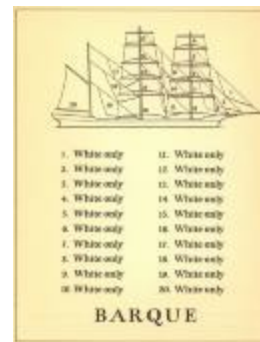 1. White only
2. White only
3. White only
4. White only
5. White only
6. White only
7. White only
8. White only
9. White only
10. White only
11. White only
12. White only
13. White only
14. White only
15. White only
16. White only
17. White only
18. White only
19. White only
20. White only
BARQUE